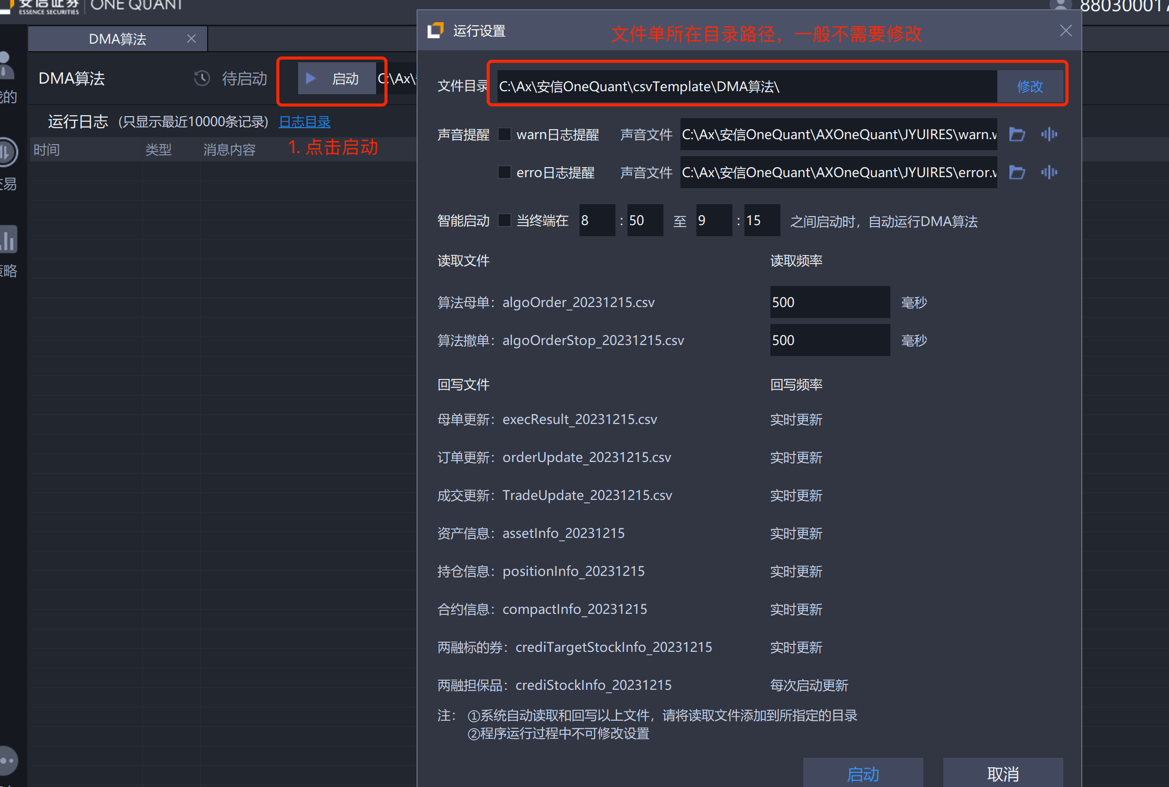 安信证券 ONE QUANT
ESSENCE SECURITIES
DMA算法
DMA算法
待启动
启动
C:\Ax\
运行日志 (只显示最近10000条记录) 日志目录
时间 类型 消息内容
1. 点击启动
运行设置
文件单所在目录路径，一般不需要修改
文件目录 C:\Ax\安信OneQuant\csvTemplate\DMA算法\ 修改
声音提醒 warn日志提醒 声音文件 C:\Ax\安信OneQuant\AXOneQuant\JYUIRES\warn.
erro日志提醒 声音文件 C:\Ax\安信OneQuant\AXOneQuant\JYUIRES\error.
智能启动 当终端在 8 : 50 至 9 : 15 之间启动时，自动运行DMA算法
读取文件 读取频率
算法母单：algoOrder_20231215.csv 500 毫秒
算法撤单：algoOrderStop_20231215.csv 500 毫秒
回写文件 回写频率
母单更新：execResult_20231215.csv 实时更新
订单更新：orderUpdate_20231215.csv 实时更新
成交更新：TradeUpdate_20231215.csv 实时更新
资产信息：assetInfo_20231215 实时更新
持仓信息：positionInfo_20231215 实时更新
合约信息：compactInfo_20231215 实时更新
两融标的券：crediTargetStockInfo_20231215 实时更新
两融担保品：crediStockInfo_20231215 每次启动更新
注：①系统自动读取和回写以上文件，请将读取文件添加到所指定的目录
②程序运行过程中不可修改设置
启动 取消